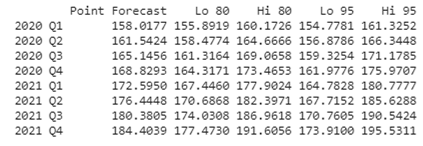 Point Forecast Lo 80 Hi 80 Lo 95 Hi 95
2020 Q1 158.0177 155.8919 160.1726 154.7781 161.3252
2020 Q2 161.5424 158.4774 164.6666 156.8786 166.3448
2020 Q3 165.1456 161.3164 169.0658 159.3254 171.1785
2020 Q4 168.8293 164.3171 173.4653 161.9776 175.9707
2021 Q1 172.5950 167.4460 177.9024 164.7828 180.7777
2021 Q2 176.4448 170.6868 182.3971 167.7152 185.6288
2021 Q3 180.3805 174.0308 186.9618 170.7605 190.5424
2021 Q4 184.4039 177.4730 191.6056 173.9100 195.5311